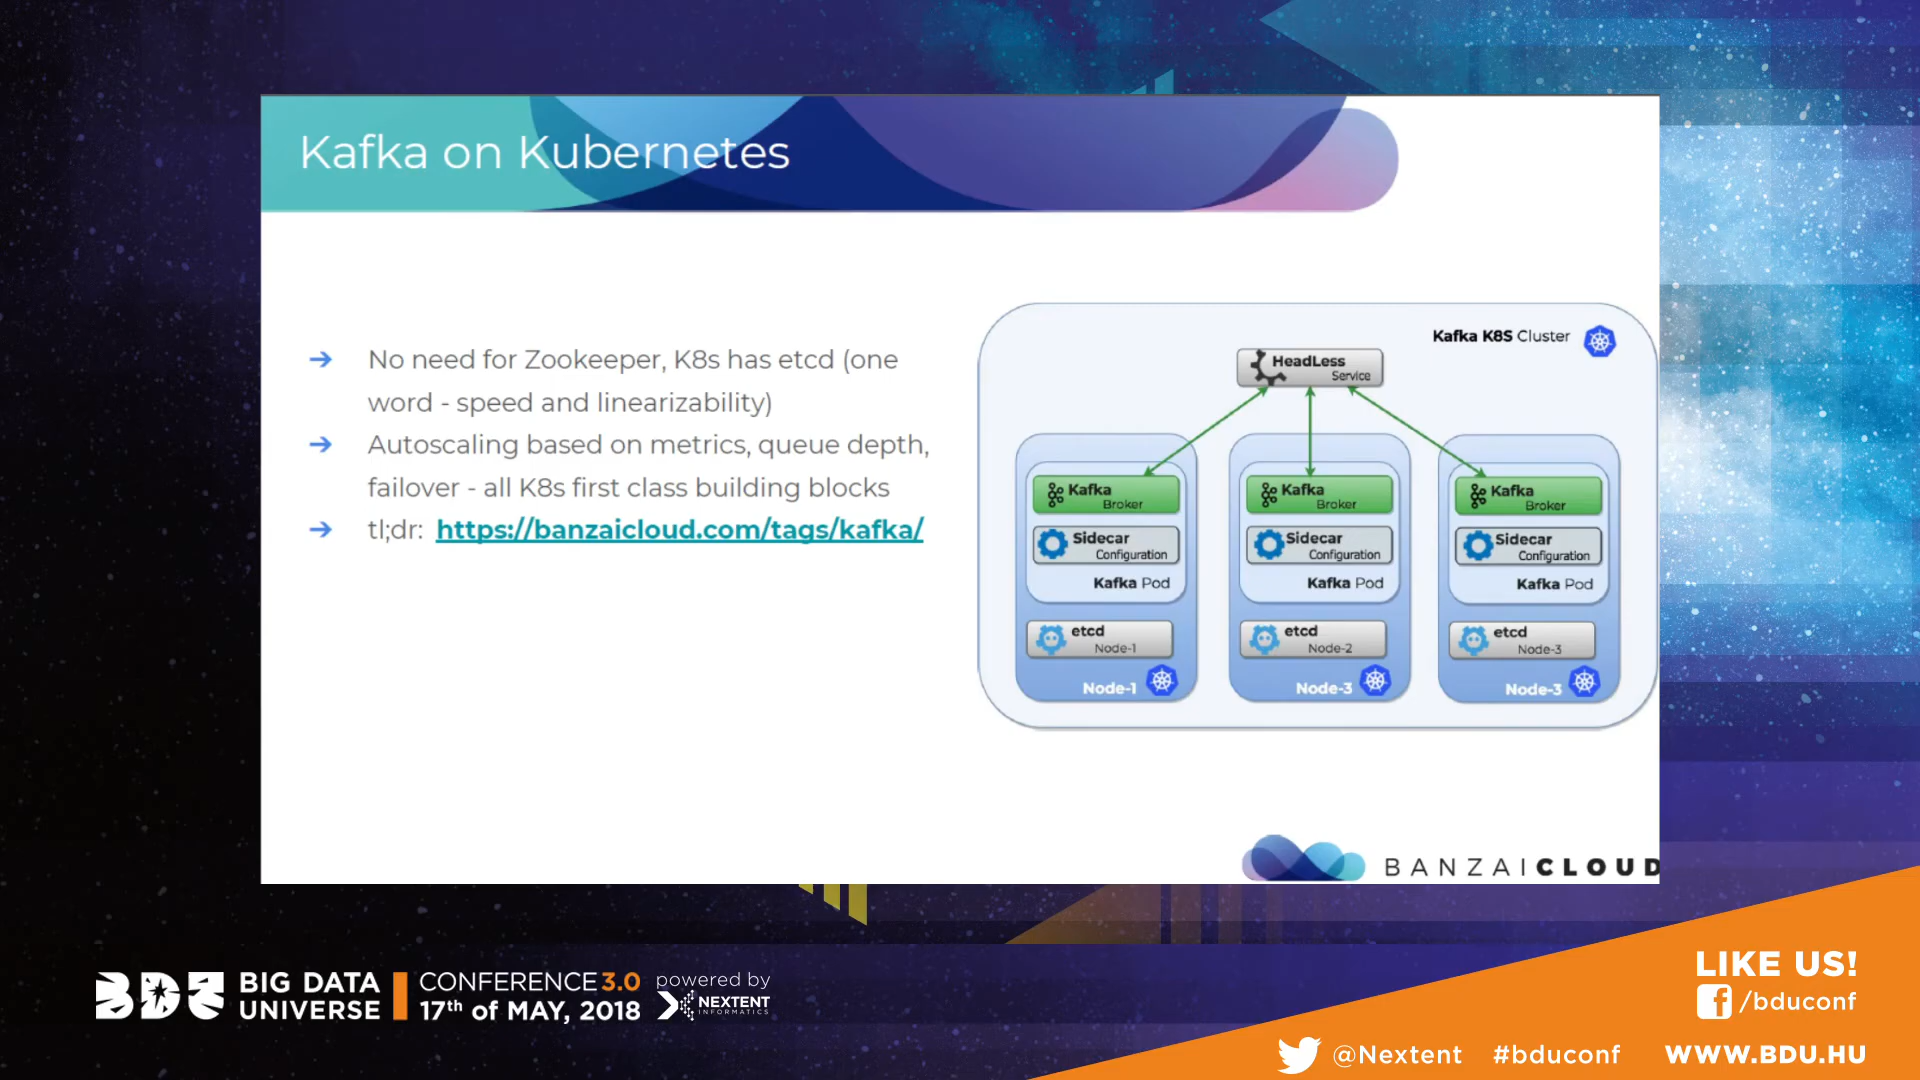 Kafka on Kubernetes
➔ No need for Zookeeper, K8s has etcd (one
word - speed and linearizability)
➔ Autoscaling based on metrics, queue depth,
failover - all K8s first class building blocks
➔ tl;dr: https://banzaicloud.com/tags/kafka/
Kafka K8S Cluster
HeadLess
Service
Kafka
Broker
Sidecar
Configuration
Kafka Pod
etcd
Node-1
Node-1
Kafka
Broker
Sidecar
Configuration
Kafka Pod
etcd
Node-2
Node-3
Kafka
Broker
Sidecar
Configuration
Kafka Pod
etcd
Node-3
Node-3
BANZAICLOUD
BDU
BIG DATA
UNIVERSE
CONFERENCE 3.0
17th of MAY, 2018
powered by
NEXTENT
INFORMATICS
LIKE US!
/bduconf
@Nextent #bduconf WWW.BDU.HU